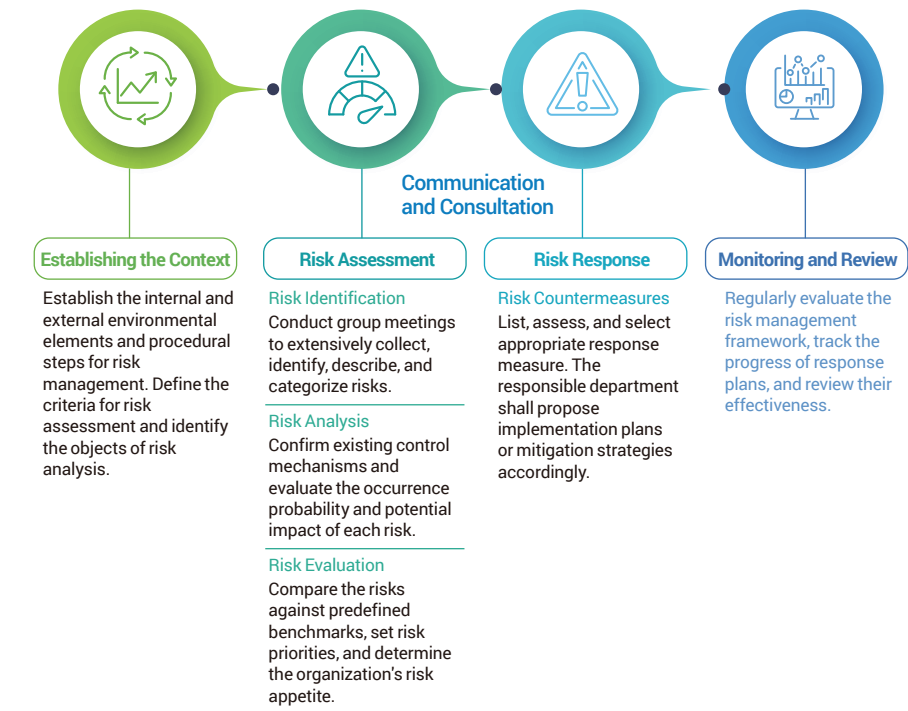 Communication
and Consultation
Establishing the Context
Establish the internal and
external environmental
elements and procedural
steps for risk
management. Define the
criteria for risk
assessment and identify
the objects of risk
analysis.
Risk Assessment
Risk Identification
Conduct group meetings
to extensively collect,
identify, describe, and
categorize risks.
Risk Analysis
Confirm existing control
mechanisms and
evaluate the occurrence
probability and potential
impact of each risk.
Risk Evaluation
Compare the risks
against predefined
benchmarks, set risk
priorities, and determine
the organization's risk
appetite.
Risk Response
Risk Countermeasures
List, assess, and select
appropriate response
measure. The
responsible department
shall propose
implementation plans
or mitigation strategies
accordingly.
Monitoring and Review
Regularly evaluate the
risk management
framework, track the
progress of response
plans, and review their
effectiveness.